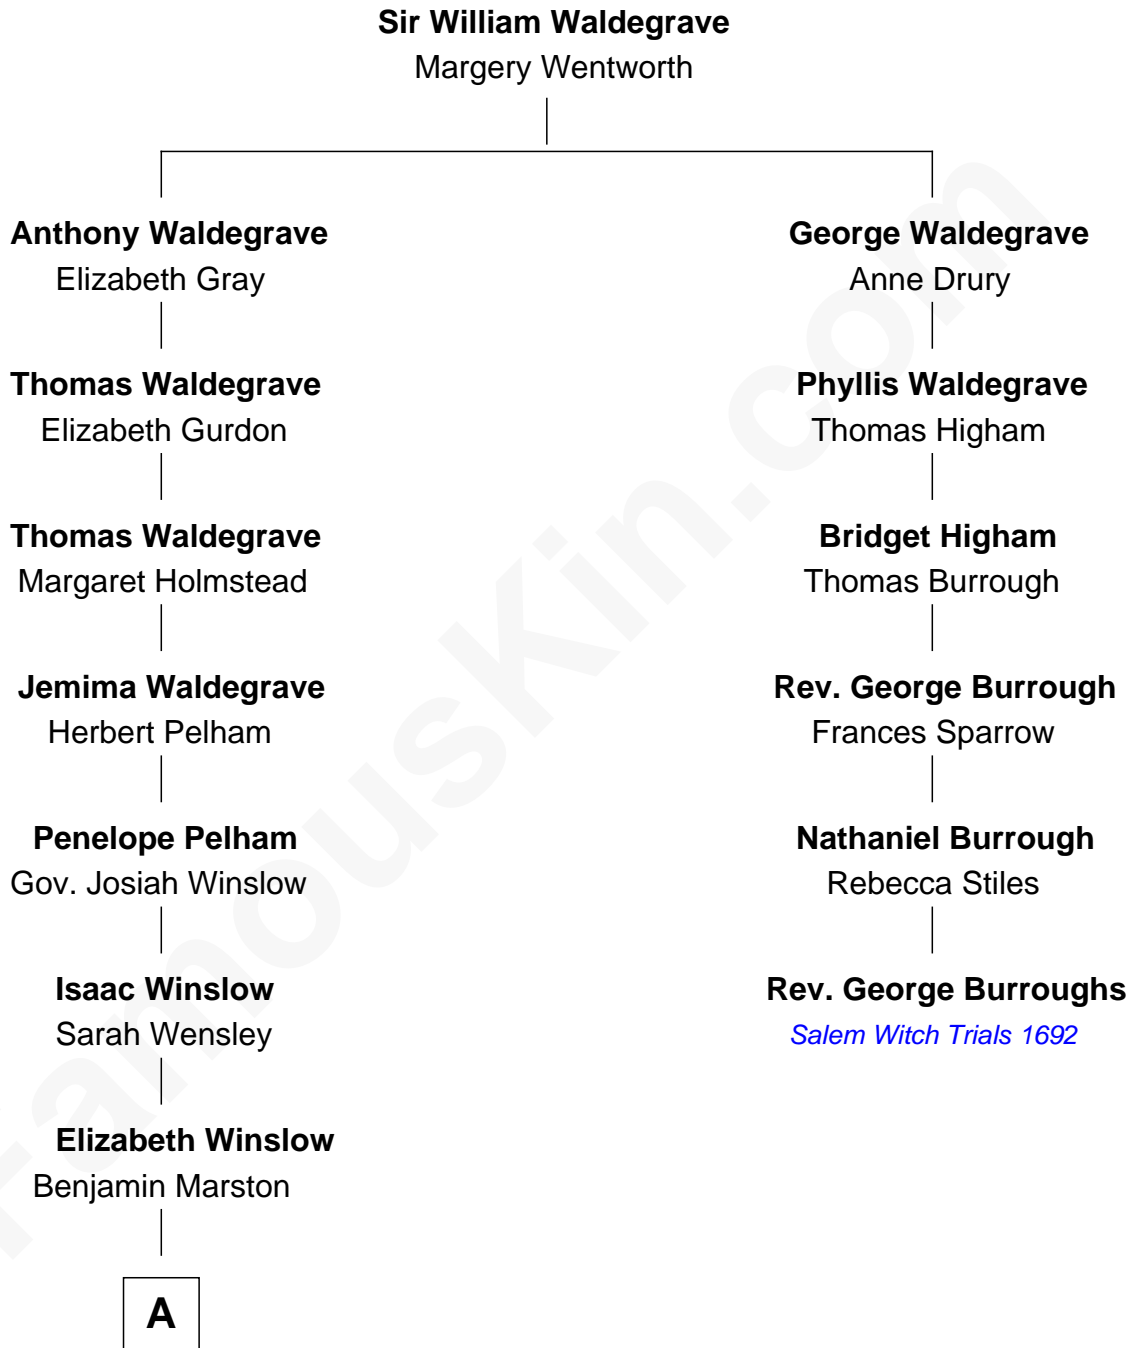 Sir William Waldegrave
Margery Wentworth
Anthony Waldegrave
Elizabeth Gray
Thomas Waldegrave
Elizabeth Gurdon
Thomas Waldegrave
Margaret Holmstead
Jemima Waldegrave
Herbert Pelham
Penelope Pelham
Gov. Josiah Winslow
Isaac Winslow
Sarah Wensley
Elizabeth Winslow
Benjamin Marston
A
George Waldegrave
Anne Drury
Phyllis Waldegrave
Thomas Higham
Bridget Higham
Thomas Burrough
Rev. George Burrough
Frances Sparrow
Nathaniel Burrough
Rebecca Stiles
Rev. George Burroughs
Salem Witch Trials 1692
FamousKin.com